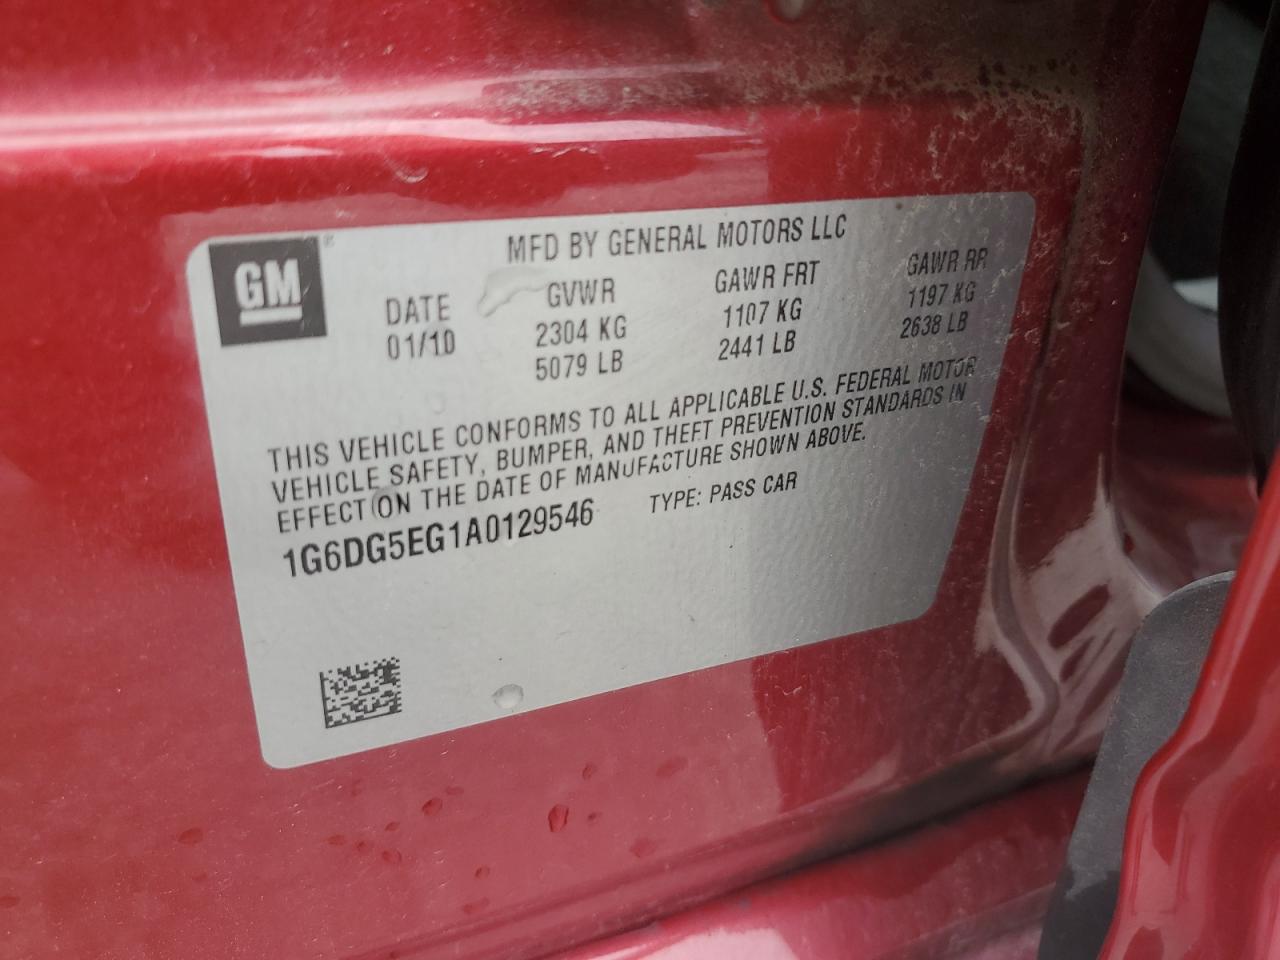 GM
MFD BY GENERAL MOTORS LLC
DATE GVWR GAWR FRT GAWR RR
01/10 2304 KG 1107 KG 1197 KG
5079 LB 2441 LB 2638 LB
THIS VEHICLE CONFORMS TO ALL APPLICABLE U.S. FEDERAL MOTOR
VEHICLE SAFETY, BUMPER, AND THEFT PREVENTION STANDARDS IN
EFFECT ON THE DATE OF MANUFACTURE SHOWN ABOVE.
1G6DG5EG1A0129546 TYPE: PASS CAR